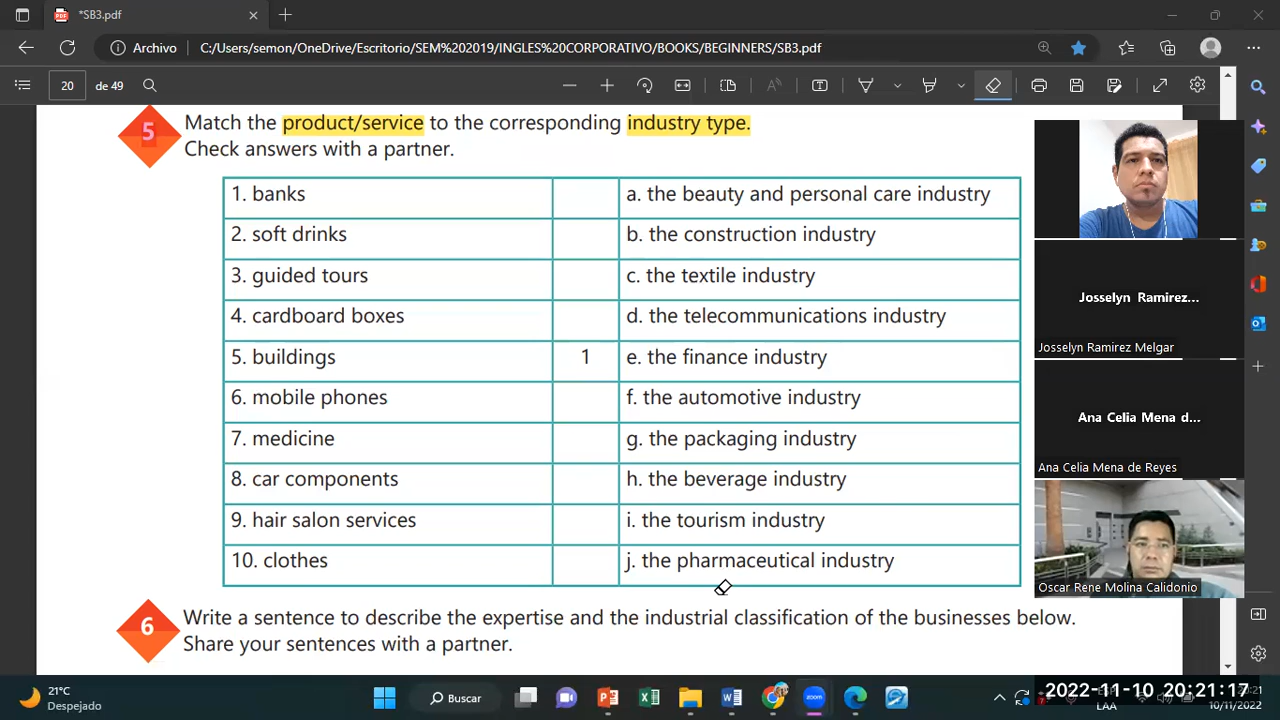 *SB3.pdf
Archivo C:/Users/semon/OneDrive/Escritorio/SEM%202019/INGLES%20CORPORATIVO/BOOKS/BEGINNERS/SB3.pdf
20 de 49
5 Match the product/service to the corresponding industry type.
Check answers with a partner.
1. banks a. the beauty and personal care industry
2. soft drinks b. the construction industry
3. guided tours c. the textile industry
4. cardboard boxes d. the telecommunications industry
5. buildings 1 e. the finance industry
6. mobile phones f. the automotive industry
7. medicine g. the packaging industry
8. car components h. the beverage industry
9. hair salon services i. the tourism industry
10. clothes j. the pharmaceutical industry
6 Write a sentence to describe the expertise and the industrial classification of the businesses below.
Share your sentences with a partner.
Josselyn Ramirez...
Josselyn Ramirez Melgar
Ana Celia Mena d...
Ana Celia Mena de Reyes
Oscar Rene Molina Calidonio
21°C
Despejado
Buscar
zoom
LAA
2022-11-10 20:21:17
10/11/2022